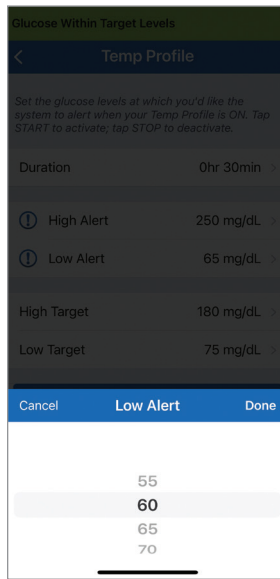 Glucose Within Target Levels
Temp Profile
Set the glucose levels at which you'd like the
system to alert when your Temp Profile is ON. Tap
START to activate; tap STOP to deactivate.
Duration 0hr 30min
High Alert 250 mg/dL
Low Alert 65 mg/dL
High Target 180 mg/dL
Low Target 75 mg/dL
Cancel Low Alert Done
55
60
65
70